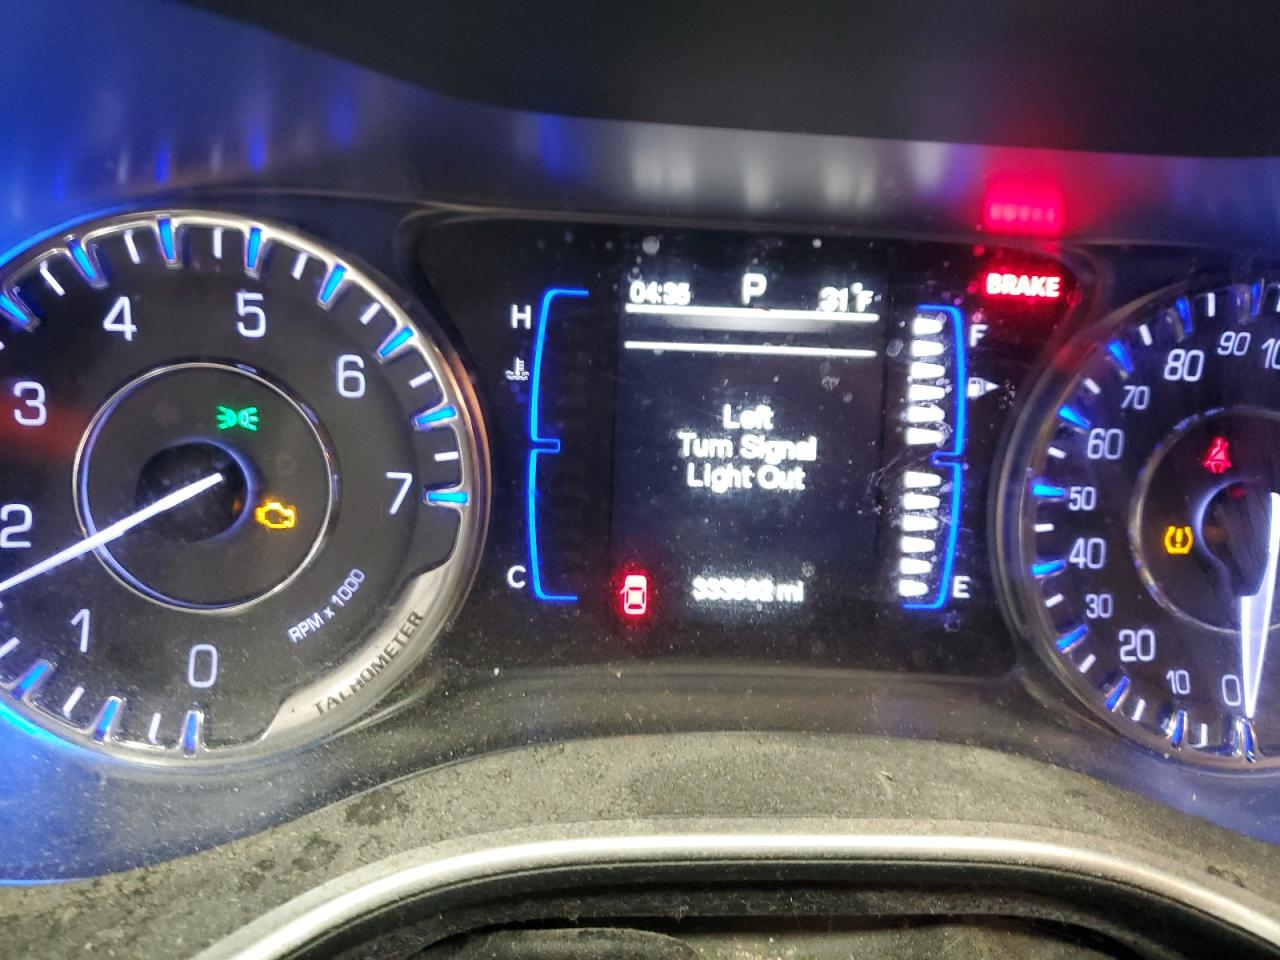 04:35 P 31°F
BRAKE
H
F
Left
Turn Signal
Light Out
C
E
mi
0
1
2
3
4
5
6
7
RPM x 1000
TACHOMETER
0
10
20
30
40
50
60
70
80
90